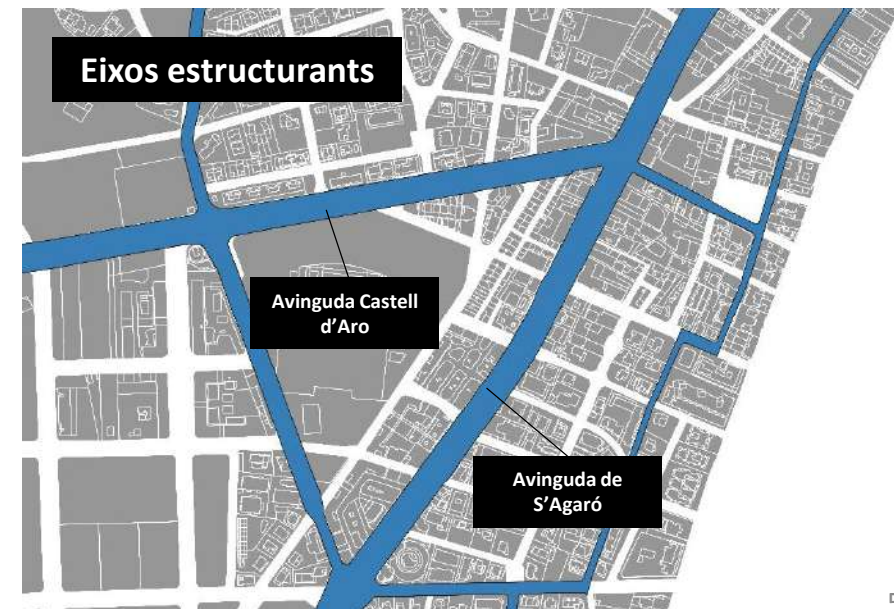 Eixos estructurants
Avinguda Castell
d’Aro
Avinguda de
S’Agaró